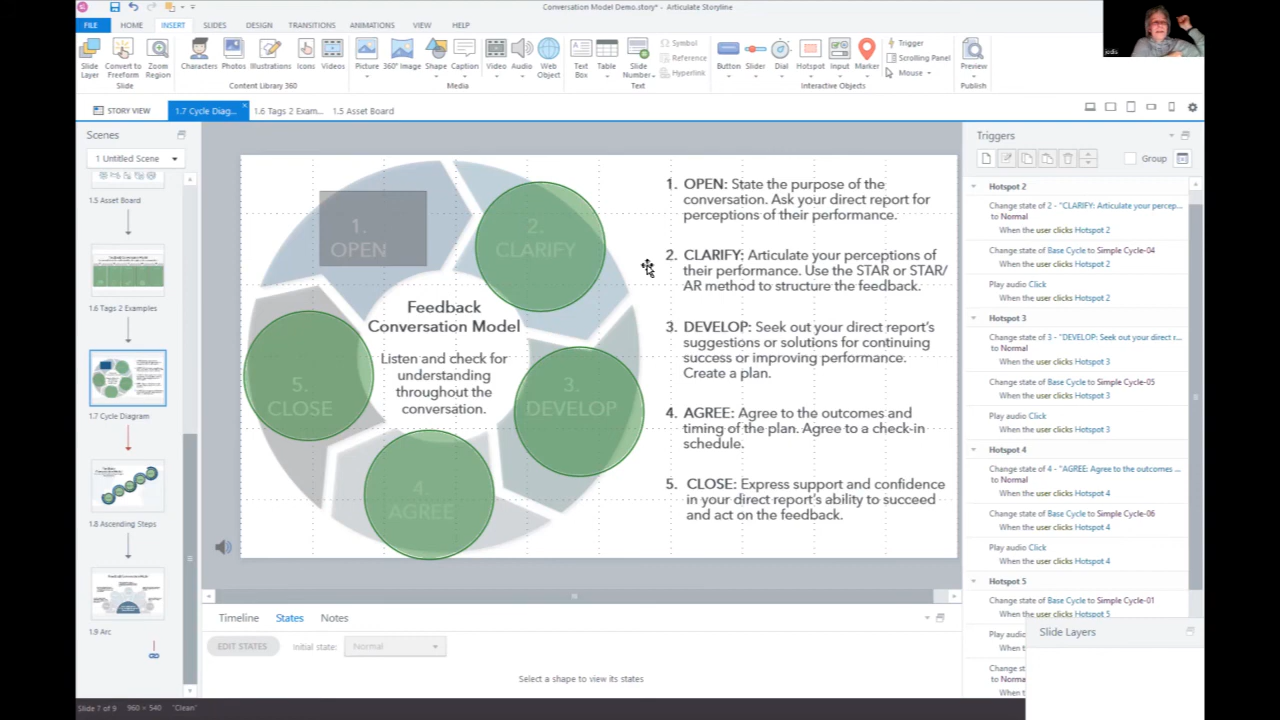 Conversation Model Demo.story* - Articulate Storyline
FILE
HOME
INSERT
SLIDES
DESIGN
TRANSITIONS
ANIMATIONS
VIEW
HELP
Slide Layer
Convert to Freeform
Zoom Region
Slide
Characters
Photos
Illustrations
Icons
Videos
Content Library 360
Picture
360° Image
Shape
Caption
Video
Audio
Web Object
Media
Text Box
Table
Slide Number
Symbol
Reference
Hyperlink
Text
Button
Slider
Dial
Hotspot
Input
Marker
Trigger
Scrolling Panel
Mouse
Interactive Objects
Preview
Publish
STORY VIEW
1.7 Cycle Diag...
1.6 Tags 2 Exam...
1.5 Asset Board
Scenes
1 Untitled Scene
1.5 Asset Board
1.6 Tags 2 Examples
1.7 Cycle Diagram
1.8 Ascending Steps
1.9 Arc
1.
OPEN
2.
CLARIFY
3.
DEVELOP
4.
AGREE
5.
CLOSE
Feedback
Conversation Model
Listen and check for
understanding
throughout the
conversation.
1. OPEN: State the purpose of the
conversation. Ask your direct report for
perceptions of their performance.
2. CLARIFY: Articulate your perceptions of
their performance. Use the STAR or STAR/
AR method to structure the feedback.
3. DEVELOP: Seek out your direct report's
suggestions or solutions for continuing
success or improving performance.
Create a plan.
4. AGREE: Agree to the outcomes and
timing of the plan. Agree to a check-in
schedule.
5. CLOSE: Express support and confidence
in your direct report's ability to succeed
and act on the feedback.
Timeline
States
Notes
EDIT STATES
Initial state:
Normal
Select a shape to view its states
Triggers
Group
Hotspot 2
Change state of 2 - "CLARIFY: Articulate your percep...
to Normal
When the user clicks Hotspot 2
Change state of Base Cycle to Simple Cycle-04
When the user clicks Hotspot 2
Play audio Click
When the user clicks Hotspot 2
Hotspot 3
Change state of 3 - "DEVELOP: Seek out your direct r...
to Normal
When the user clicks Hotspot 3
Change state of Base Cycle to Simple Cycle-05
When the user clicks Hotspot 3
Play audio Click
When the user clicks Hotspot 3
Hotspot 4
Change state of 4 - "AGREE: Agree to the outcomes ...
to Normal
When the user clicks Hotspot 4
Change state of Base Cycle to Simple Cycle-06
When the user clicks Hotspot 4
Play audio Click
When the user clicks Hotspot 4
Hotspot 5
Change state of Base Cycle to Simple Cycle-01
When the user clicks Hotspot 5
Play audio
When
Change state
to Norma
When
Slide Layers
Slide 7 of 9
960 × 540
"Clean"